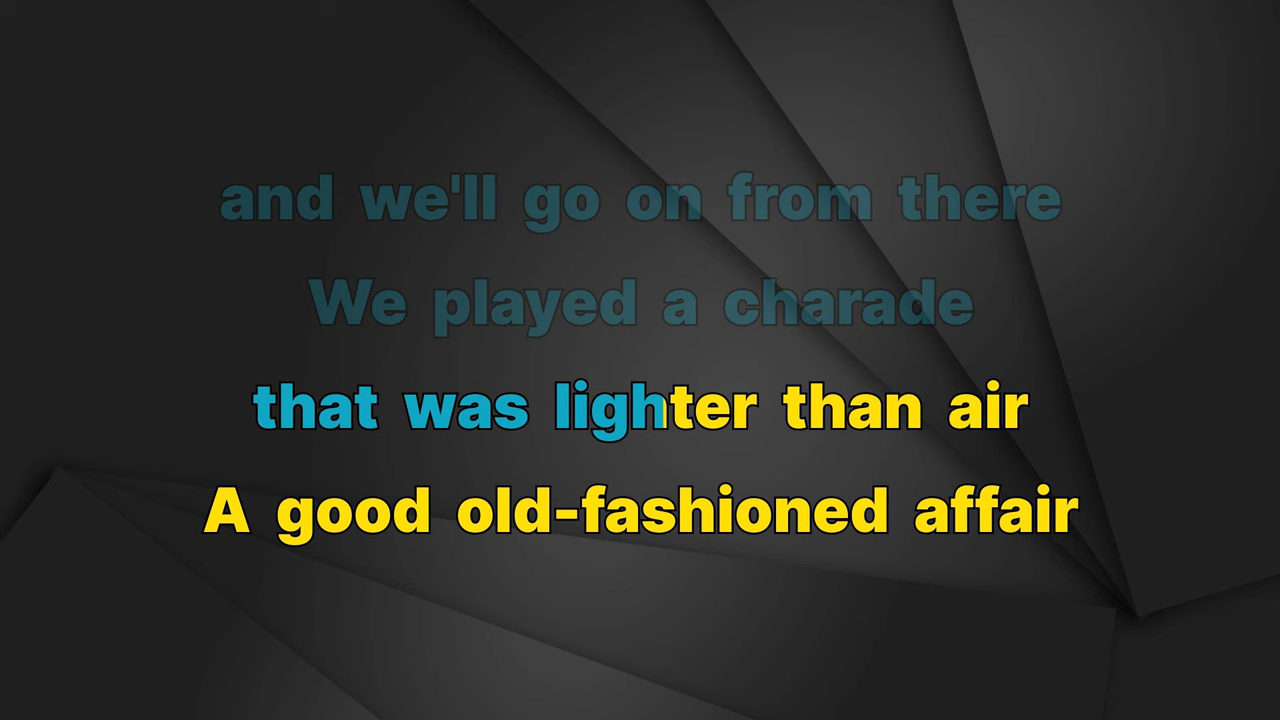 and we'll go on from there
We played a charade
that was lighter than air
A good old-fashioned affair